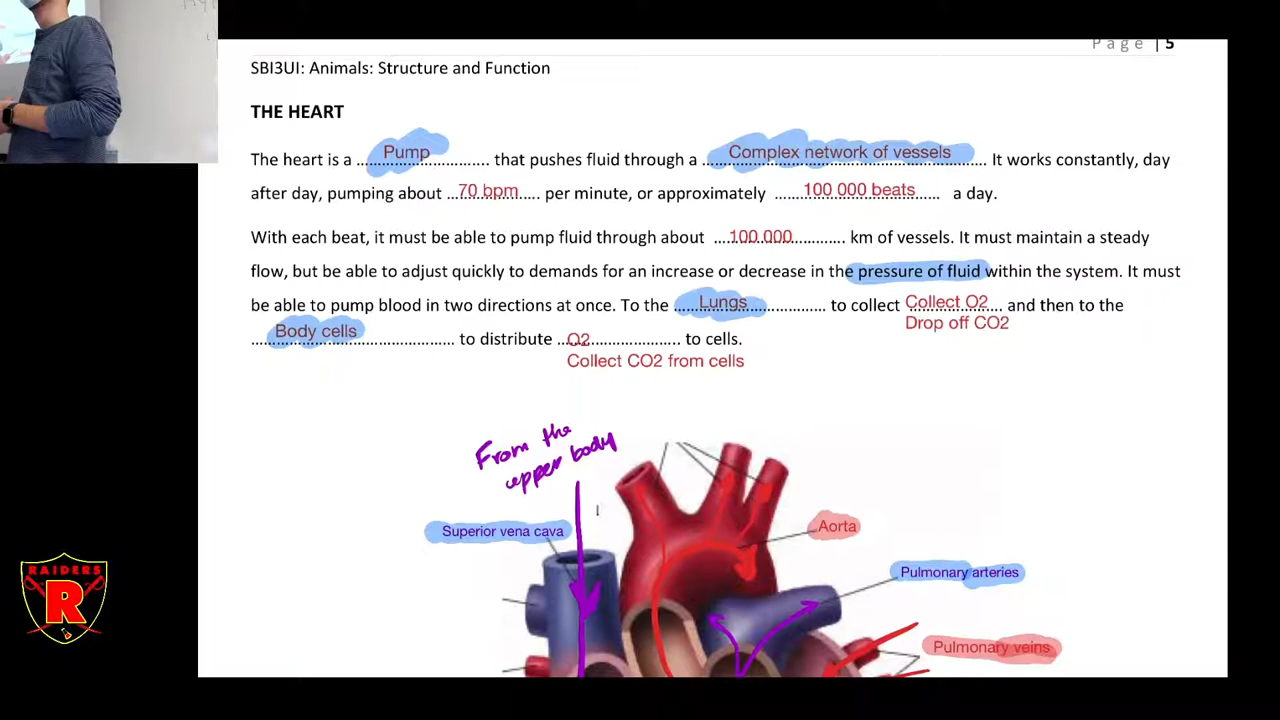 Page | 5
SBI3UI: Animals: Structure and Function
THE HEART
The heart is a Pump that pushes fluid through a Complex network of vessels. It works constantly, day
after day, pumping about 70 bpm per minute, or approximately 100 000 beats a day.
With each beat, it must be able to pump fluid through about 100 000 km of vessels. It must maintain a steady
flow, but be able to adjust quickly to demands for an increase or decrease in the pressure of fluid within the system. It must
be able to pump blood in two directions at once. To the Lungs to collect Collect O2 and then to the
Drop off CO2
Body cells to distribute O2 to cells.
Collect CO2 from cells
From the
upper body
Superior vena cava
Aorta
Pulmonary arteries
Pulmonary veins
RAIDERS
R